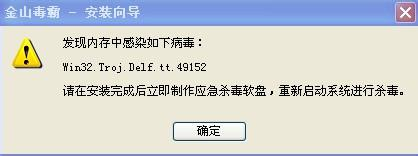 金山毒霸 - 安装向导
发现内存中感染如下病毒：
Win32.Troj.Delf.tt.49152
请在安装完成后立即制作应急杀毒软盘，重新启动系统进行杀毒。
确定